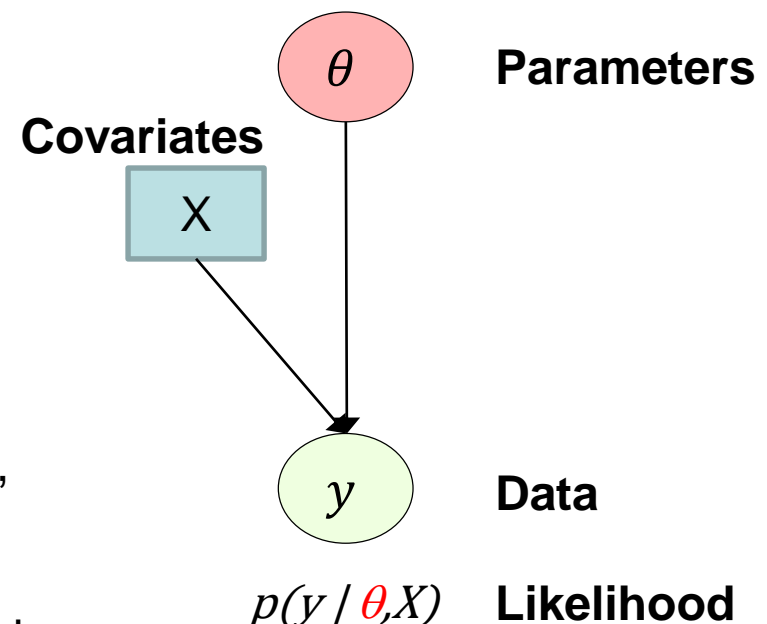 θ Parameters
Covariates
X
,
y Data
.
p(y | θ,X) Likelihood